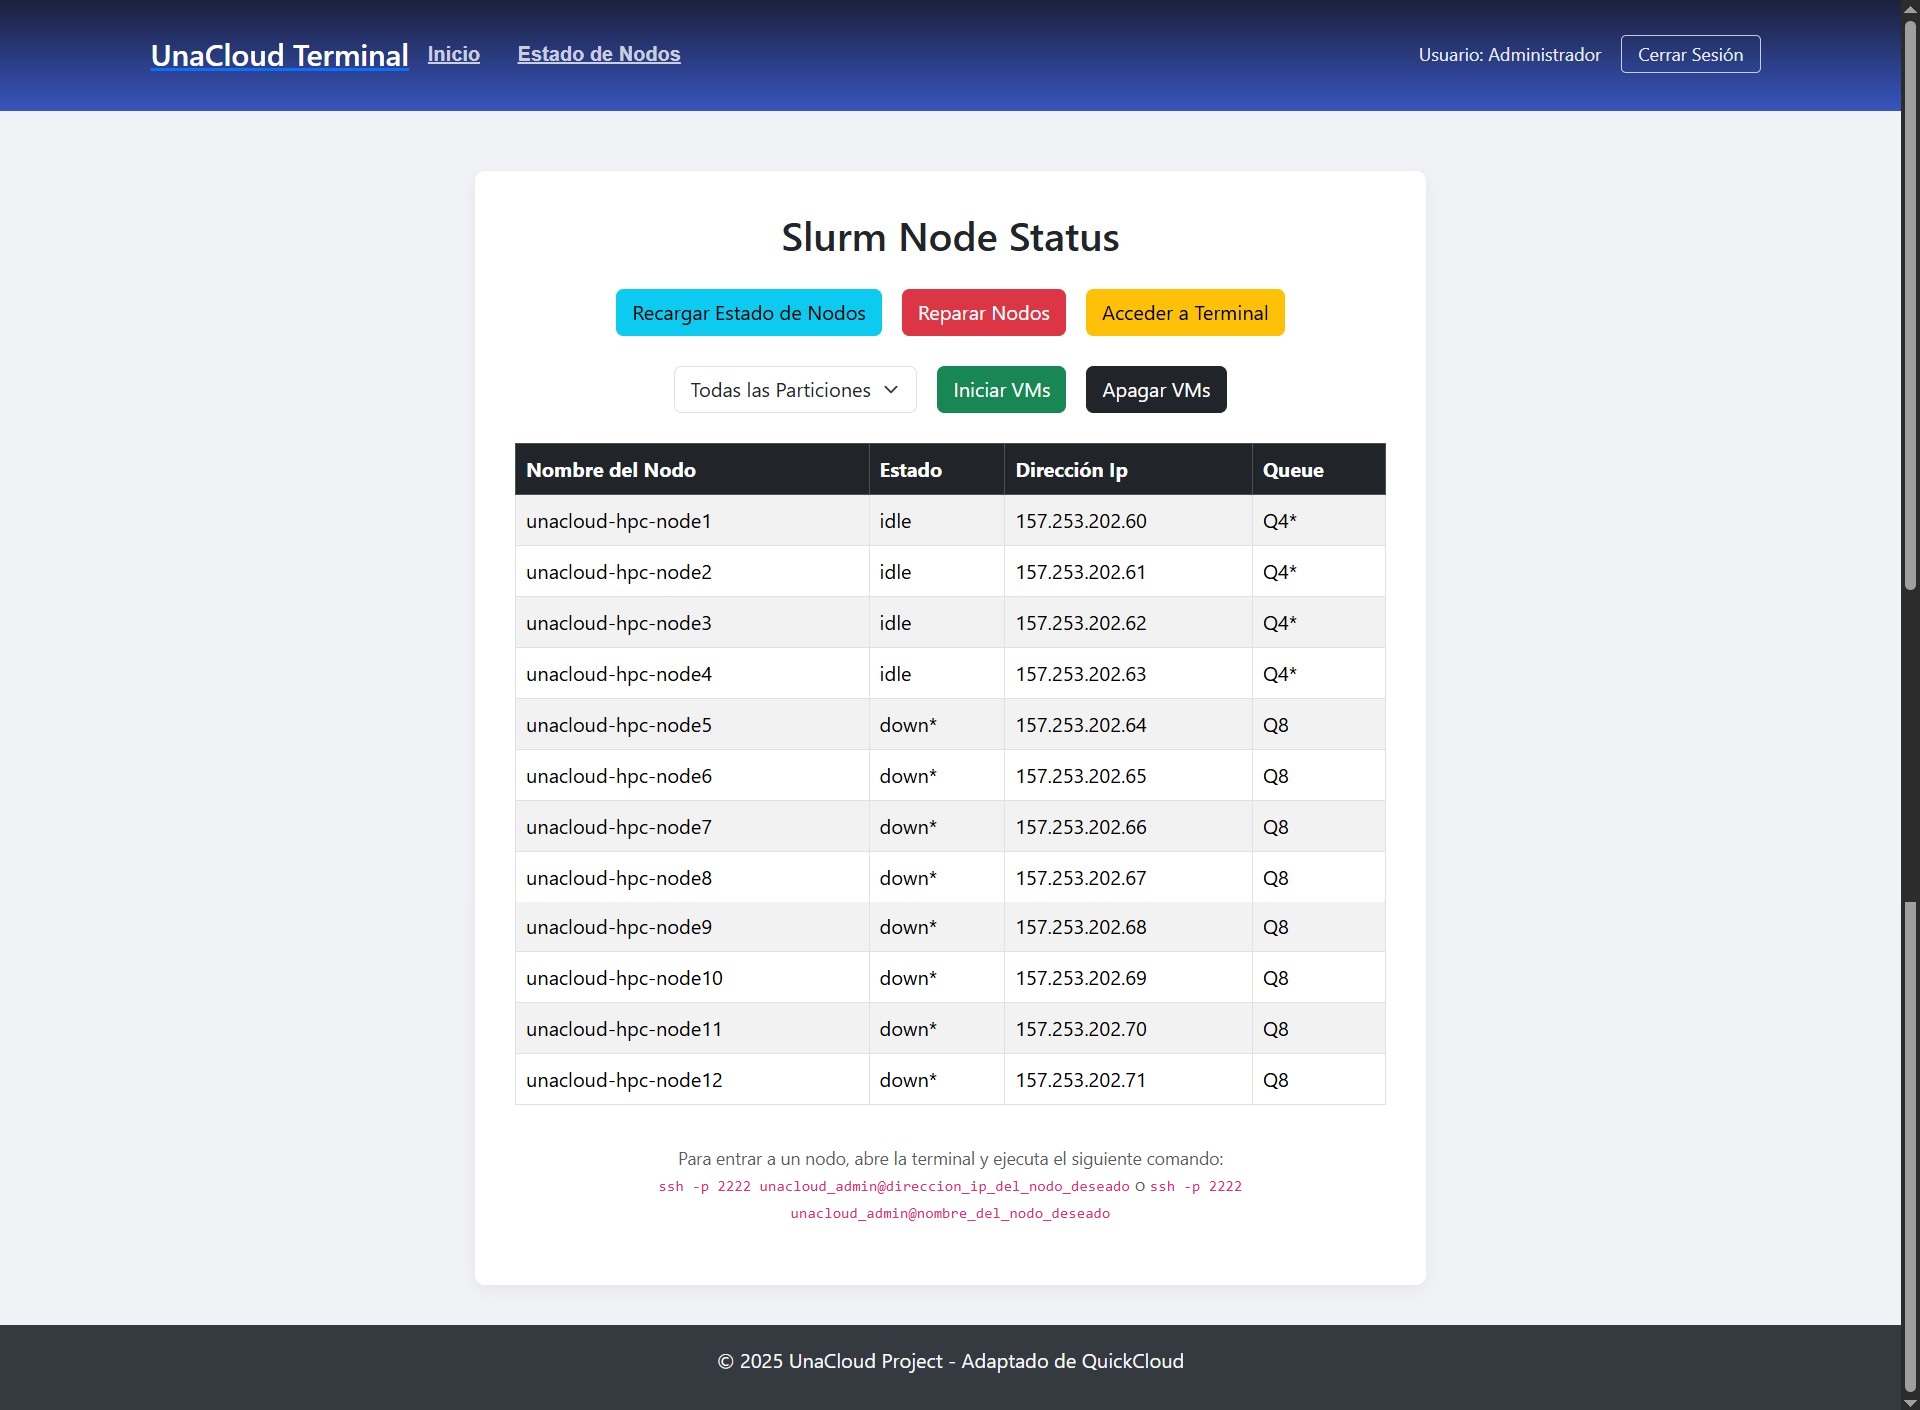 UnaCloud Terminal Inicio Estado de Nodos Usuario: Administrador Cerrar Sesión
Slurm Node Status
Recargar Estado de Nodos Reparar Nodos Acceder a Terminal
Todas las Particiones Iniciar VMs Apagar VMs
Nombre del Nodo Estado Dirección Ip Queue
unacloud-hpc-node1 idle 157.253.202.60 Q4*
unacloud-hpc-node2 idle 157.253.202.61 Q4*
unacloud-hpc-node3 idle 157.253.202.62 Q4*
unacloud-hpc-node4 idle 157.253.202.63 Q4*
unacloud-hpc-node5 down* 157.253.202.64 Q8
unacloud-hpc-node6 down* 157.253.202.65 Q8
unacloud-hpc-node7 down* 157.253.202.66 Q8
unacloud-hpc-node8 down* 157.253.202.67 Q8
unacloud-hpc-node9 down* 157.253.202.68 Q8
unacloud-hpc-node10 down* 157.253.202.69 Q8
unacloud-hpc-node11 down* 157.253.202.70 Q8
unacloud-hpc-node12 down* 157.253.202.71 Q8
Para entrar a un nodo, abre la terminal y ejecuta el siguiente comando:
ssh -p 2222 unacloud_admin@direccion_ip_del_nodo_deseado O ssh -p 2222
unacloud_admin@nombre_del_nodo_deseado
© 2025 UnaCloud Project - Adaptado de QuickCloud